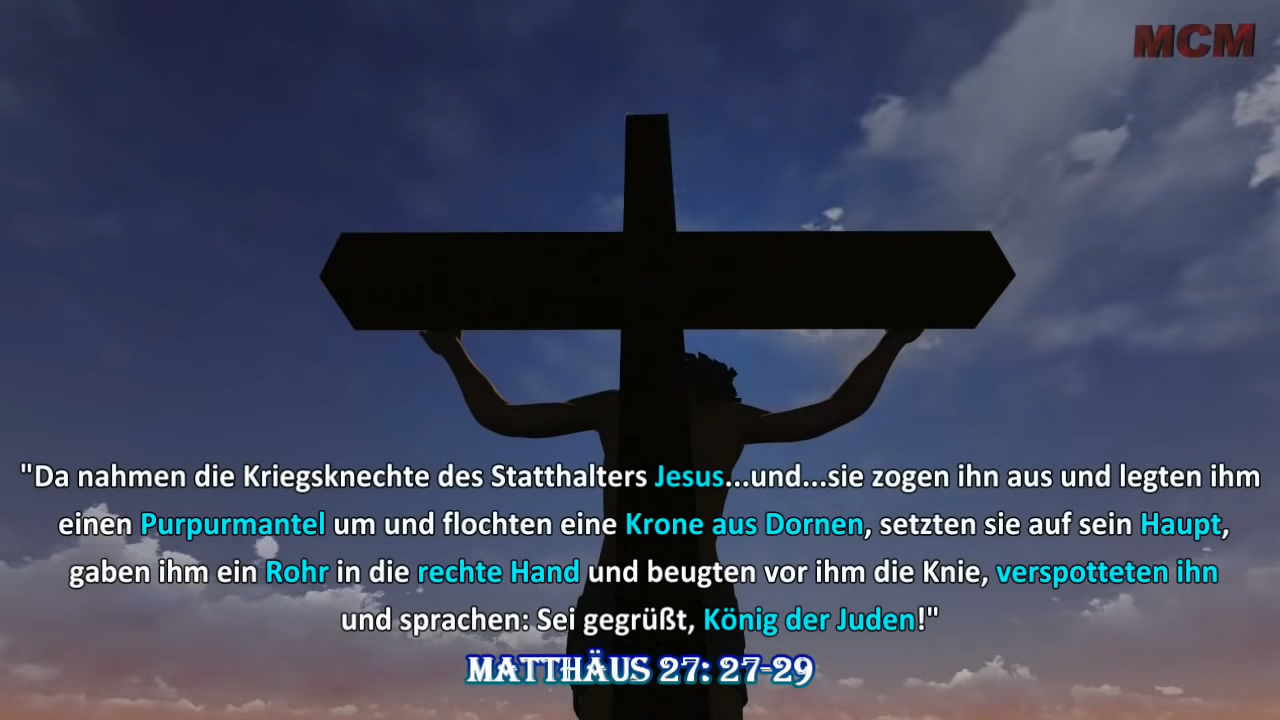 MCM
"Da nahmen die Kriegsknechte des Statthalters Jesus...und...sie zogen ihn aus und legten ihm
einen Purpurmantel um und flochten eine Krone aus Dornen, setzten sie auf sein Haupt,
gaben ihm ein Rohr in die rechte Hand und beugten vor ihm die Knie, verspotteten ihn
und sprachen: Sei gegrüßt, König der Juden!"
MATTHÄUS 27: 27-29